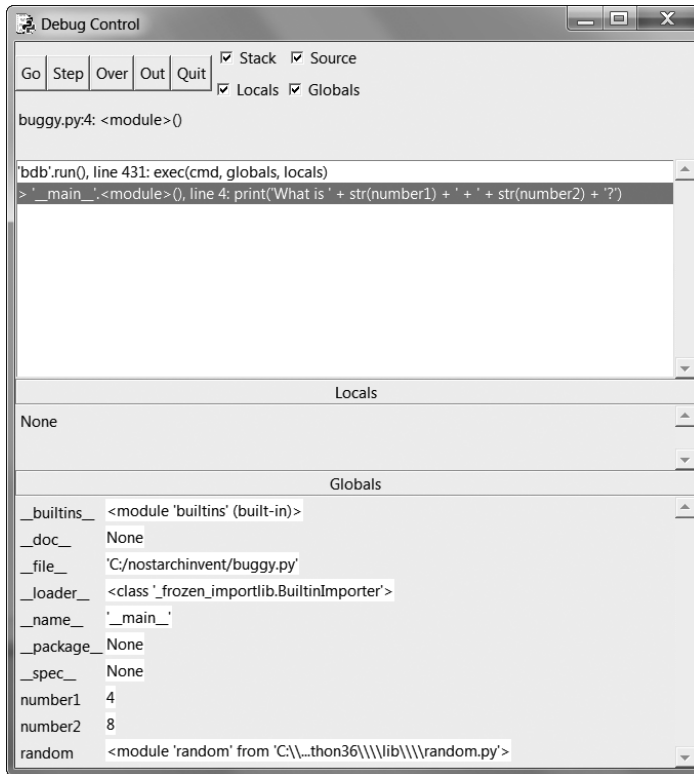 Debug Control
Go Step Over Out Quit
Stack Source
Locals Globals
buggy.py:4: <module>()
'bdb'.run(), line 431: exec(cmd, globals, locals)
> '__main__'.<module>(), line 4: print('What is ' + str(number1) + ' + ' + str(number2) + '?')
Locals
None
Globals
__builtins__ <module 'builtins' (built-in)>
__doc__ None
__file__ 'C:/nostarchinvent/buggy.py'
__loader__ <class '_frozen_importlib.BuiltinImporter'>
__name__ '__main__'
__package__ None
__spec__ None
number1 4
number2 8
random <module 'random' from 'C:\\...thon36\\\\lib\\\\random.py'>